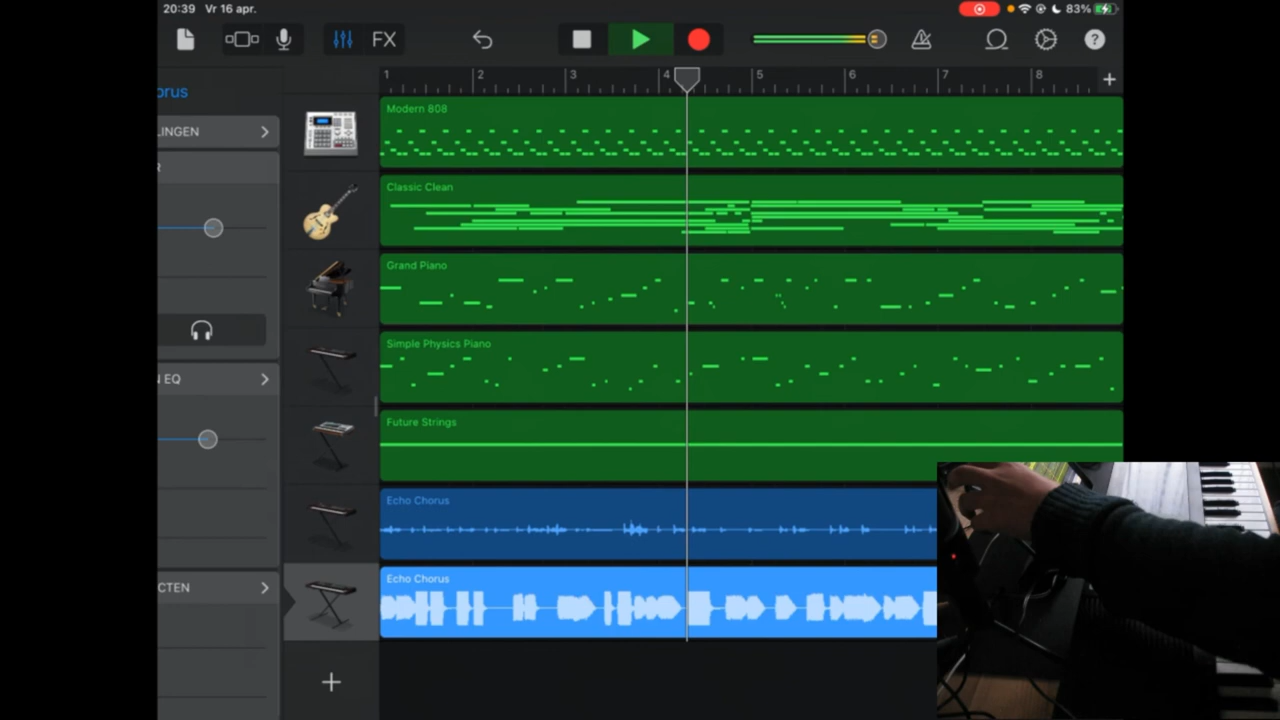 20:39 Vr 16 apr.
83%
FX
?
1 2 3 4 5 6 7 8 +
orus
LINGEN
R
N EQ
CTEN
Modern 808
Classic Clean
Grand Piano
Simple Physics Piano
Future Strings
Echo Chorus
Echo Chorus
+